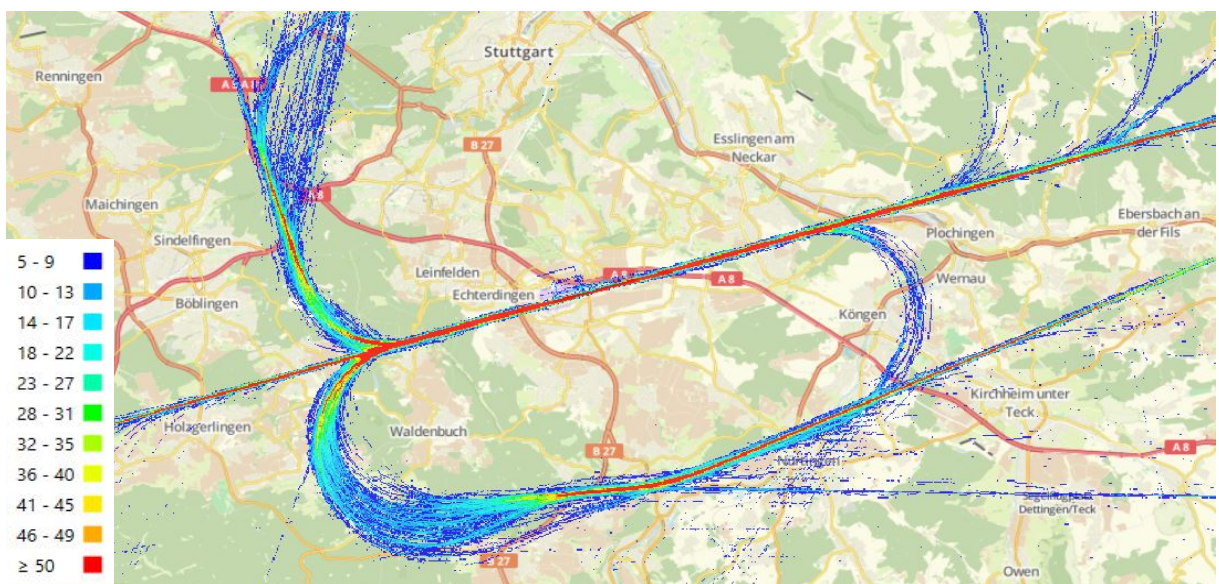 Stuttgart
Renningen
A 8
B 27
Esslingen am
Neckar
Maichingen
Ebersbach an
der Fils
Plochingen
Sindelfingen
Leinfelden
Wernau
Echterdingen
A 8
A 8
Böblingen
Köngen
Kirchheim unter
Teck
Holzgerlingen
Waldenbuch
B 27
A 8
Nürtingen
Dettingen/Teck
B 27
Owen
5 - 9
10 - 13
14 - 17
18 - 22
23 - 27
28 - 31
32 - 35
36 - 40
41 - 45
46 - 49
≥ 50